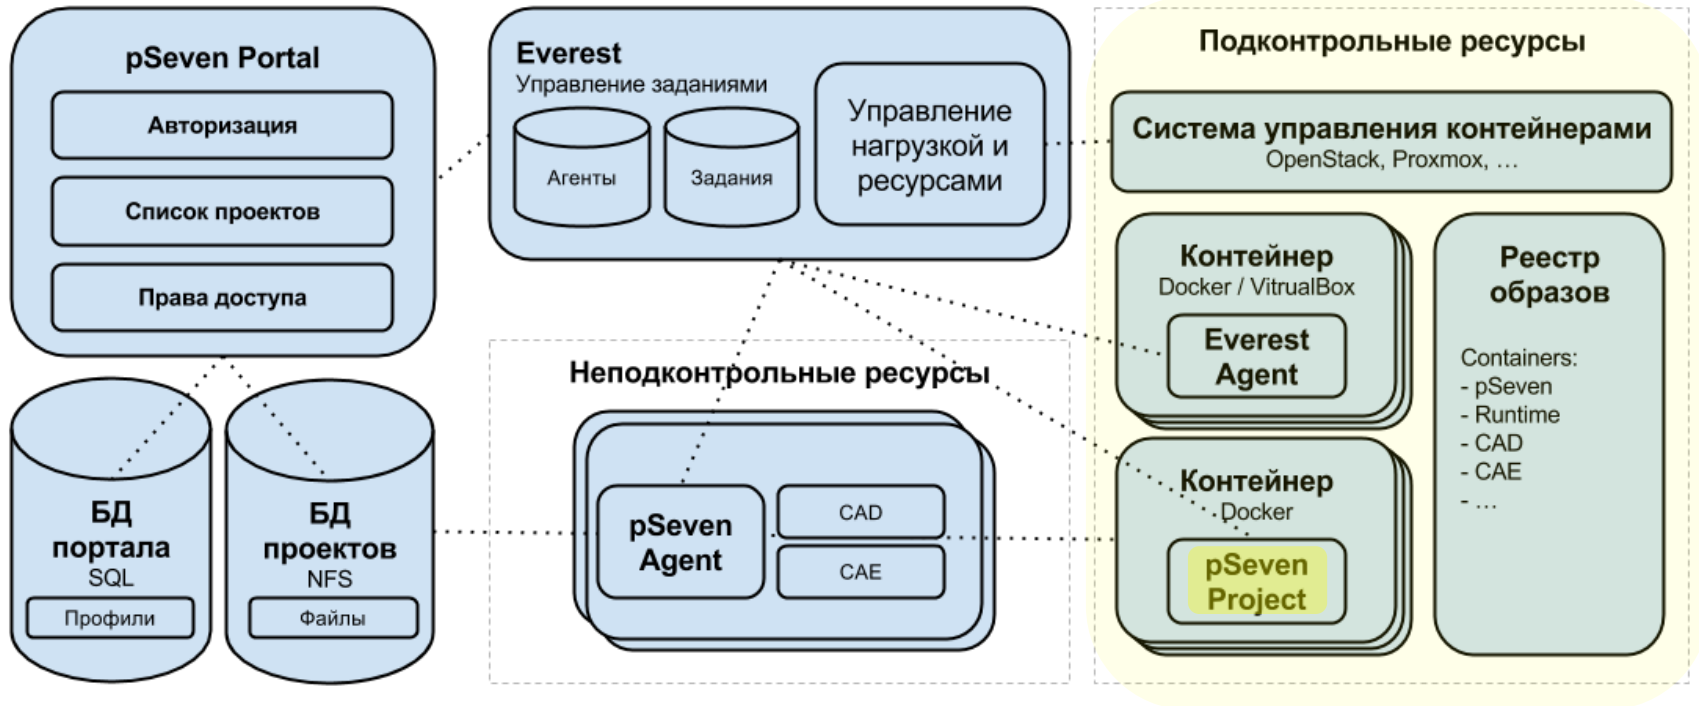 pSeven Portal
Авторизация
Список проектов
Права доступа
БД
портала
SQL
Профили
БД
проектов
NFS
Файлы
Everest
Управление заданиями
Агенты
Задания
Управление
нагрузкой и
ресурсами
Неподконтрольные ресурсы
pSeven
Agent
CAD
CAE
Подконтрольные ресурсы
Система управления контейнерами
OpenStack, Proxmox, ...
Контейнер
Docker / VitrualBox
Everest
Agent
Контейнер
Docker
pSeven
Project
Реестр
образов
Containers:
- pSeven
- Runtime
- CAD
- CAE
- ...